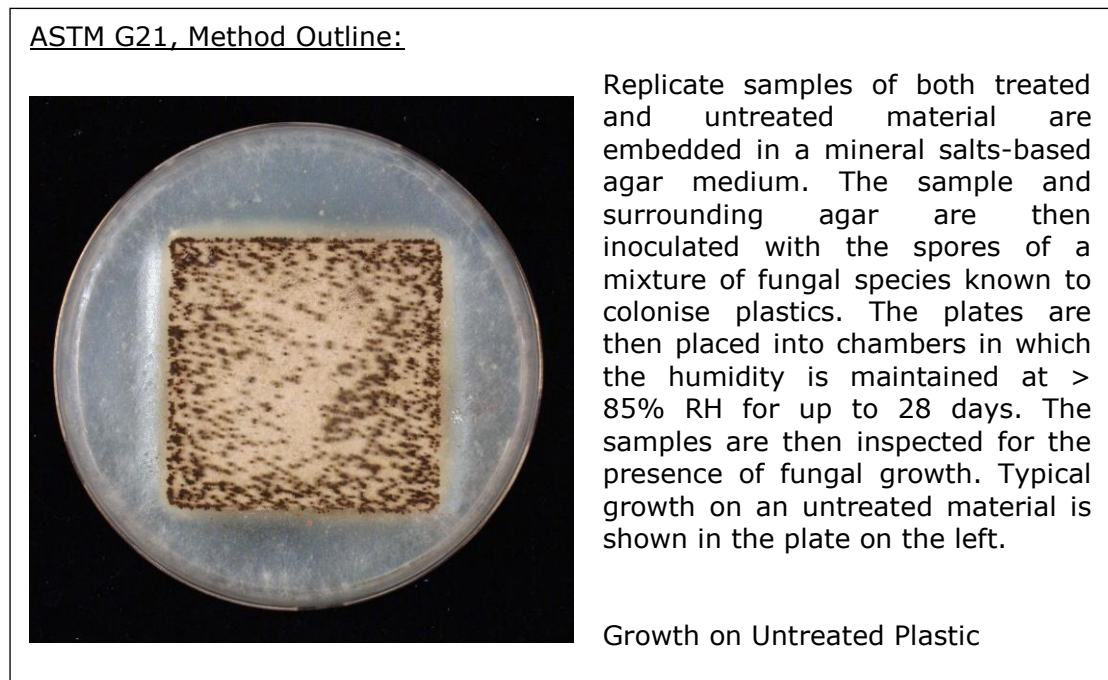 ASTM G21, Method Outline:
Replicate samples of both treated
and untreated material are
embedded in a mineral salts-based
agar medium. The sample and
surrounding agar are then
inoculated with the spores of a
mixture of fungal species known to
colonise plastics. The plates are
then placed into chambers in which
the humidity is maintained at >
85% RH for up to 28 days. The
samples are then inspected for the
presence of fungal growth. Typical
growth on an untreated material is
shown in the plate on the left.
Growth on Untreated Plastic